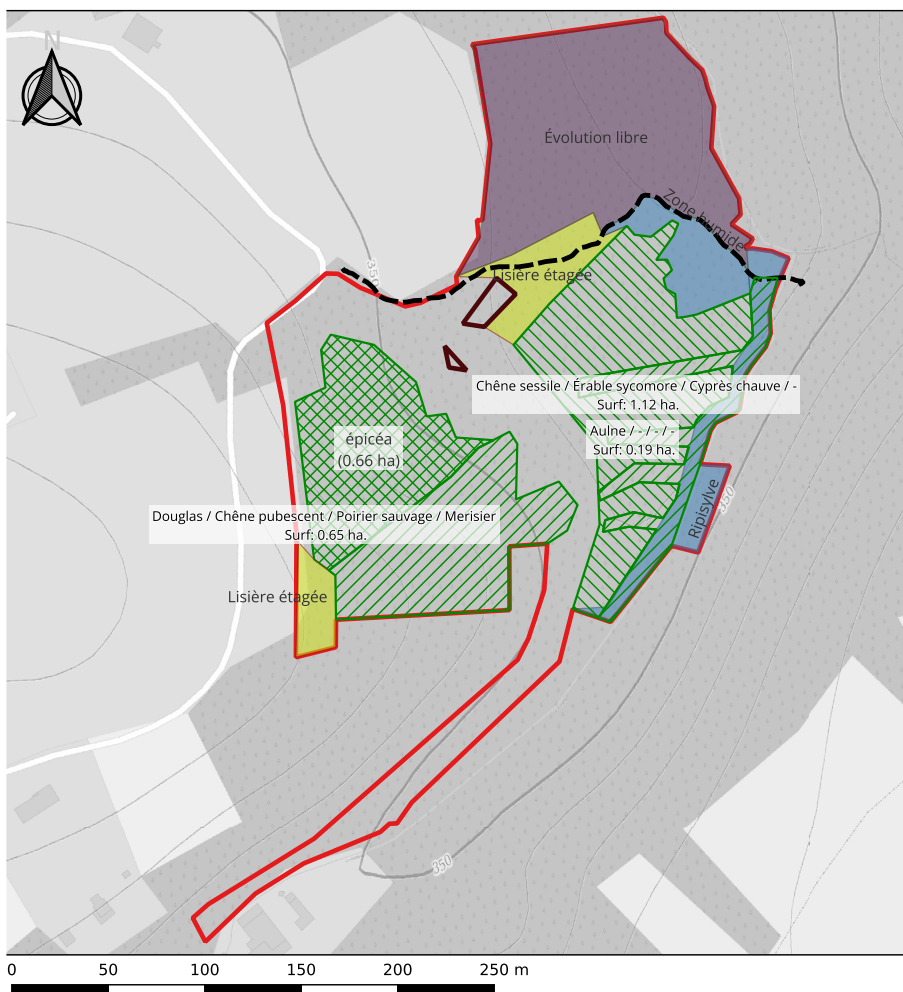 N
Évolution libre
Zone humide
350
Lisière étagée
Chêne sessile / Érable sycomore / Cyprès chauve / -
Surf: 1.12 ha.
Aulne / - / - / -
Surf: 0.19 ha.
épicéa
(0.66 ha)
Ripisylve
350
Douglas / Chêne pubescent / Poirier sauvage / Merisier
Surf: 0.65 ha.
Lisière étagée
350
0 50 100 150 200 250 m